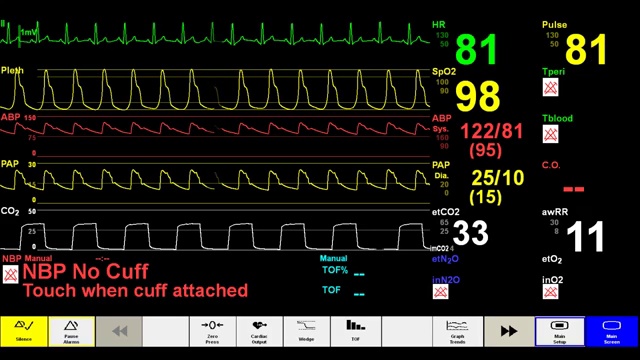 II
1mV
HR
130
50
81
Pulse
130
50
81
Pleth
SpO2
100
90
98
Tperi
ABP 150
75
0
ABP
Sys.
160
90
122/81
(95)
Tblood
PAP 30
15
0
PAP
Dia.
20
0
25/10
(15)
C.O.
--
CO2 50
25
0
etCO2
65
25
imCO2 4
33
awRR
30
8
11
NBP Manual --:--
NBP No Cuff
Touch when cuff attached
Manual
TOF% --
TOF --
etN2O
inN2O
etO2
inO2
Silence
Pause Alarms
Zero Press
Cardiac Output
Wedge
TOF
Graph Trends
Main Setup
Main Screen